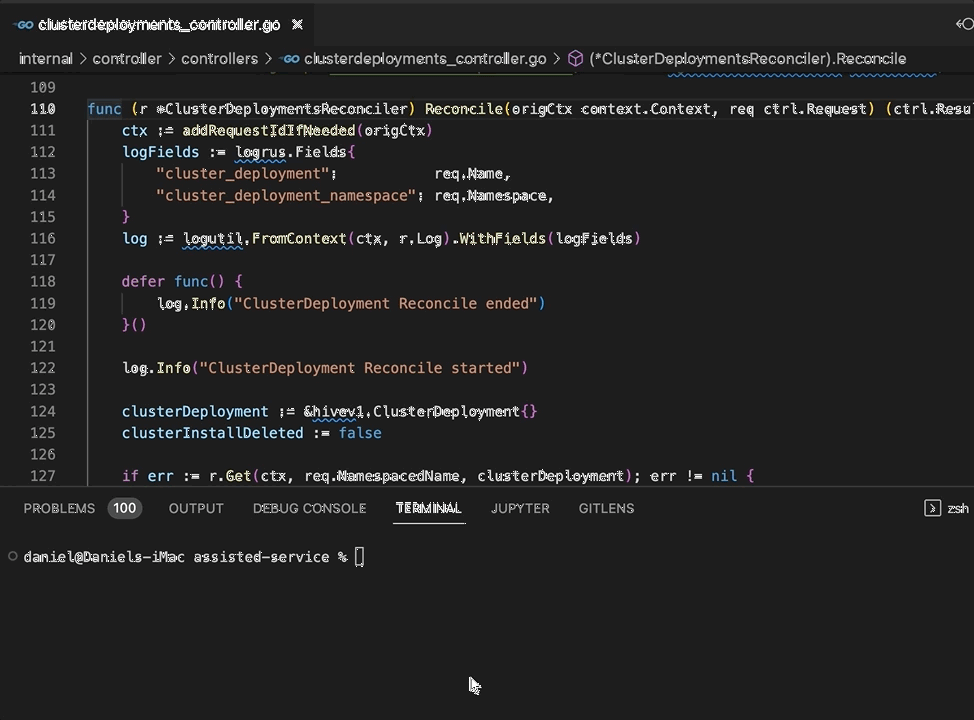 GO clusterdeployments_controller.go ×
internal > controller > controllers > GO clusterdeployments_controller.go > (*ClusterDeploymentsReconciler).Reconcile
109
110 func (r *ClusterDeploymentsReconciler) Reconcile(origCtx context.Context, req ctrl.Request) (ctrl.Resu
111 ctx := addRequestIdIfNeeded(origCtx)
112 logFields := logrus.Fields{
113 "cluster_deployment": req.Name,
114 "cluster_deployment_namespace": req.Namespace,
115 }
116 log := logutil.FromContext(ctx, r.Log).WithFields(logFields)
117
118 defer func() {
119 log.Info("ClusterDeployment Reconcile ended")
120 }()
121
122 log.Info("ClusterDeployment Reconcile started")
123
124 clusterDeployment := &hivev1.ClusterDeployment{}
125 clusterInstallDeleted := false
126
127 if err := r.Get(ctx, req.NamespacedName, clusterDeployment); err != nil {
PROBLEMS 100 OUTPUT DEBUG CONSOLE TERMINAL JUPYTER GITLENS zsh
daniel@Daniels-iMac assisted-service %